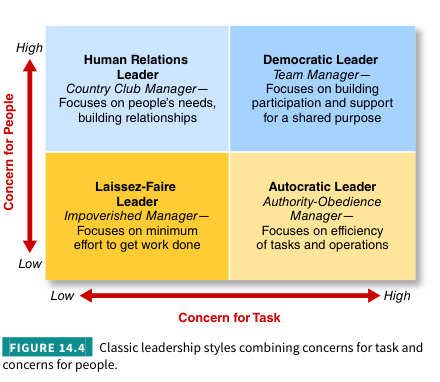 High
Human Relations
Leader
Country Club Manager—
Focuses on people's needs,
building relationships
Democratic Leader
Team Manager—
Focuses on building
participation and support
for a shared purpose
Concern for People
Laissez-Faire
Leader
Impoverished Manager—
Focuses on minimum
effort to get work done
Autocratic Leader
Authority-Obedience
Manager—
Focuses on efficiency
of tasks and operations
Low
Low
High
Concern for Task
FIGURE 14.4 Classic leadership styles combining concerns for task and
concerns for people.